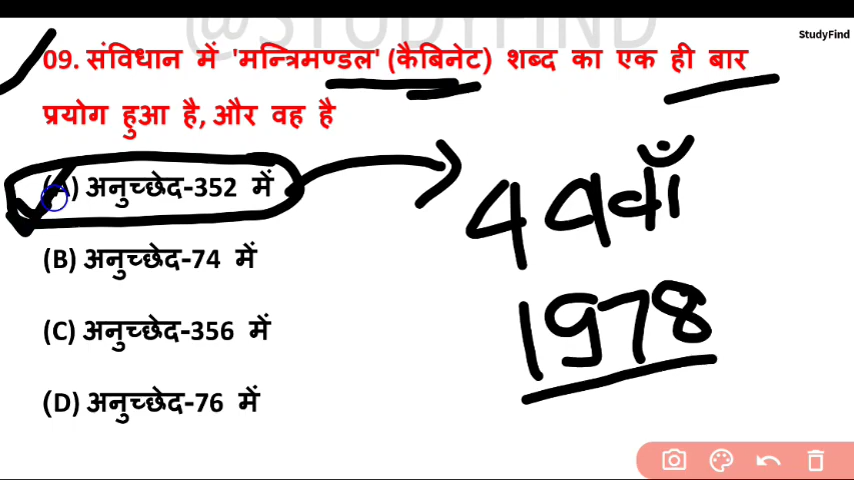 @STUDYFIND
StudyFind
09. संविधान में 'मन्त्रिमण्डल' (कैबिनेट) शब्द का एक ही बार
प्रयोग हुआ है, और वह है
(A) अनुच्छेद-352 में
44वाँ
(B) अनुच्छेद-74 में
(C) अनुच्छेद-356 में
1978
(D) अनुच्छेद-76 में